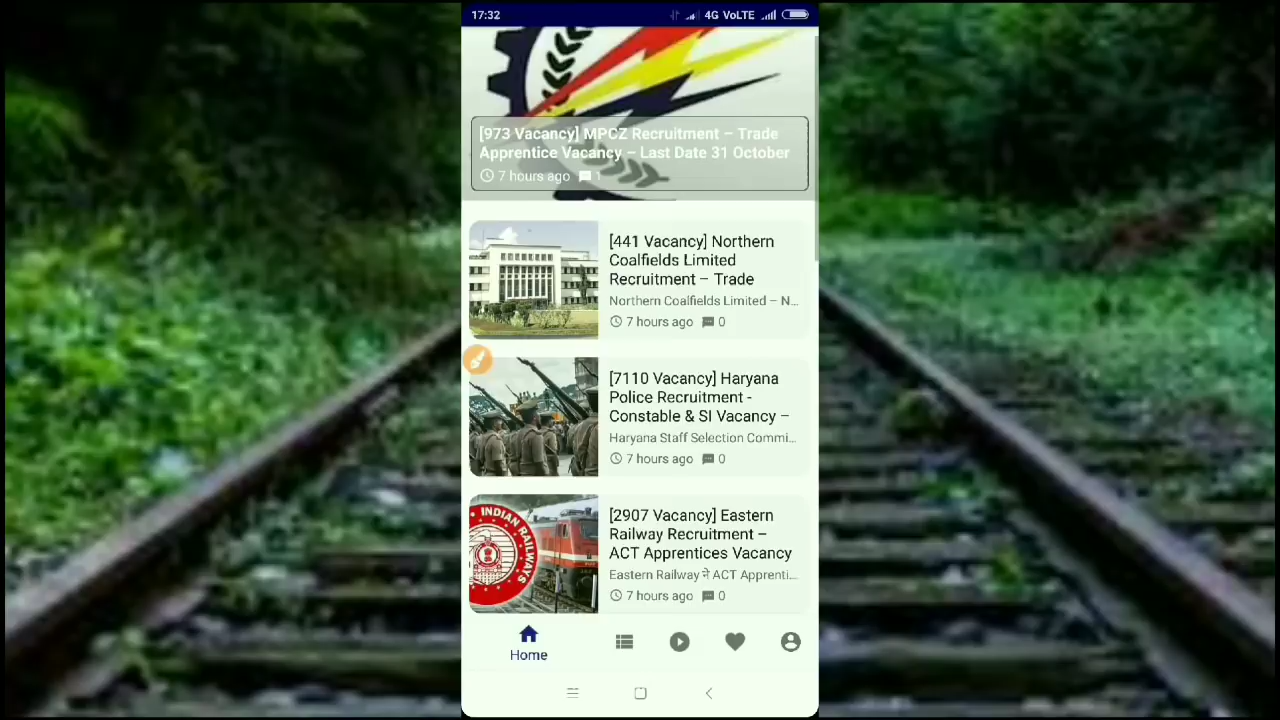 17:32
4G VoLTE
[973 Vacancy] MPCZ Recruitment – Trade
Apprentice Vacancy – Last Date 31 October
7 hours ago 1
[441 Vacancy] Northern
Coalfields Limited
Recruitment – Trade
Northern Coalfields Limited – N...
7 hours ago 0
[7110 Vacancy] Haryana
Police Recruitment -
Constable & SI Vacancy –
Haryana Staff Selection Commi...
7 hours ago 0
INDIAN RAILWAYS
[2907 Vacancy] Eastern
Railway Recruitment –
ACT Apprentices Vacancy
Eastern Railway ने ACT Apprenti...
7 hours ago 0
Home